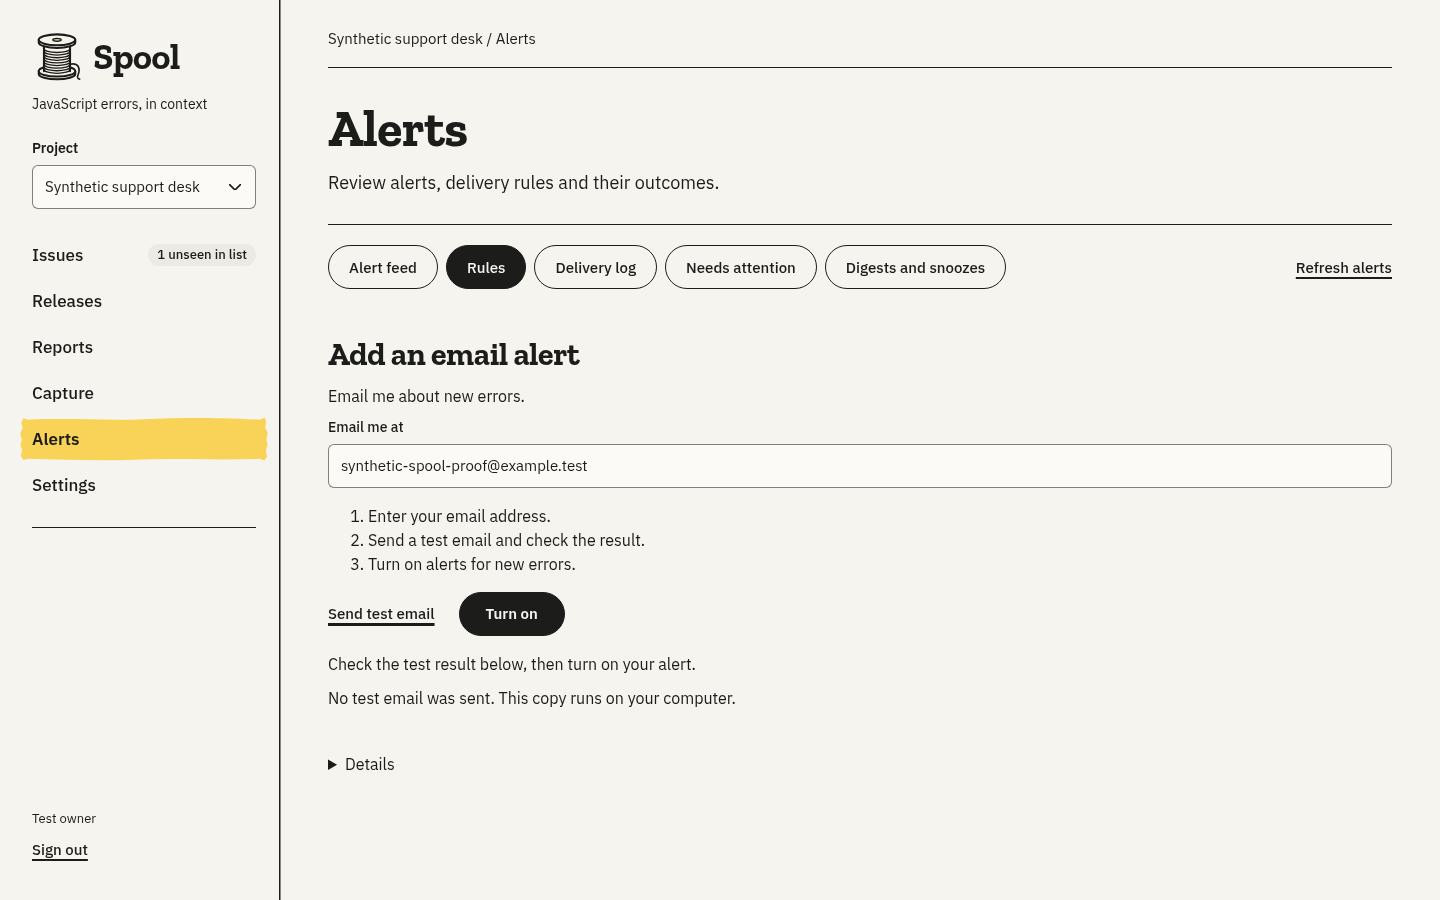 Spool
JavaScript errors, in context
Project
Synthetic support desk
Issues
1 unseen in list
Releases
Reports
Capture
Alerts
Settings
Test owner
Sign out
Synthetic support desk / Alerts
Alerts
Review alerts, delivery rules and their outcomes.
Alert feed
Rules
Delivery log
Needs attention
Digests and snoozes
Refresh alerts
Add an email alert
Email me about new errors.
Email me at
synthetic-spool-proof@example.test
1. Enter your email address.
2. Send a test email and check the result.
3. Turn on alerts for new errors.
Send test email
Turn on
Check the test result below, then turn on your alert.
No test email was sent. This copy runs on your computer.
Details